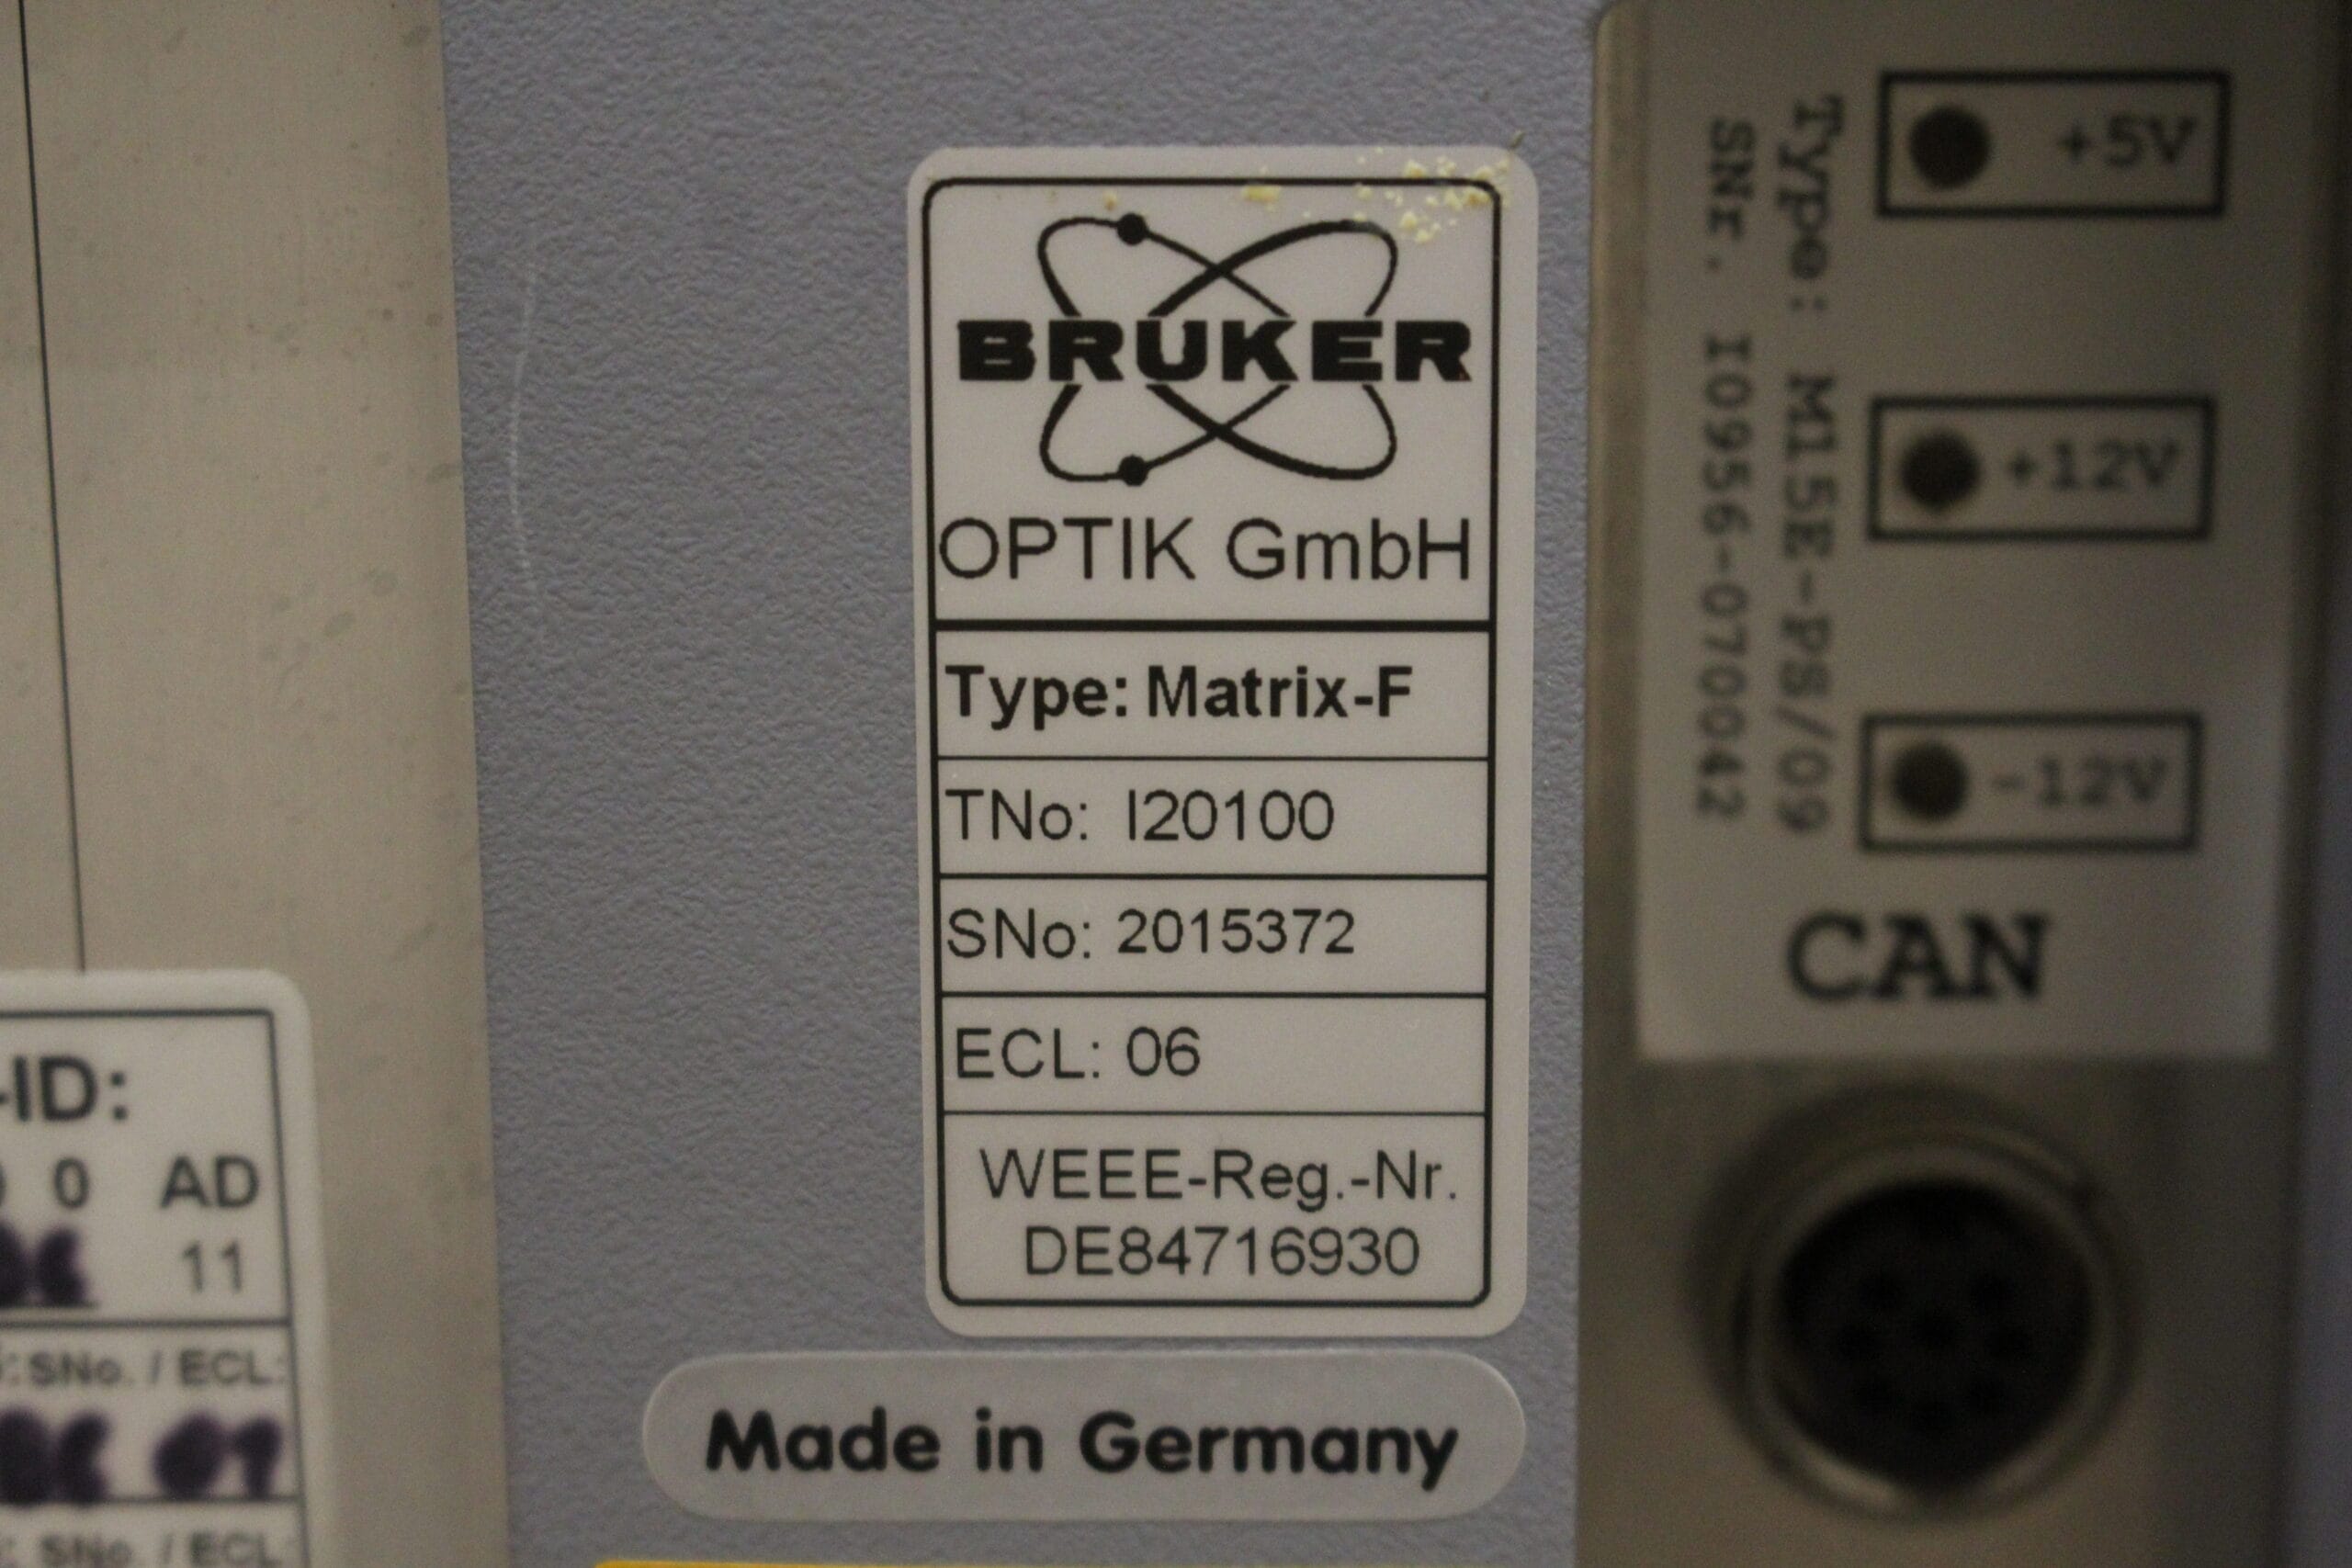 BRUKER
OPTIK GmbH
Type: Matrix-F
TNo: I20100
SNo: 2015372
ECL: 06
WEEE-Reg.-Nr.
DE84716930
Made in Germany
-ID:
0 AD
11
SNo. / ECL:
SNo. / ECL:
+5V
+12V
-12V
Type: M15E-PS/09
SNr. I0956-070042
CAN